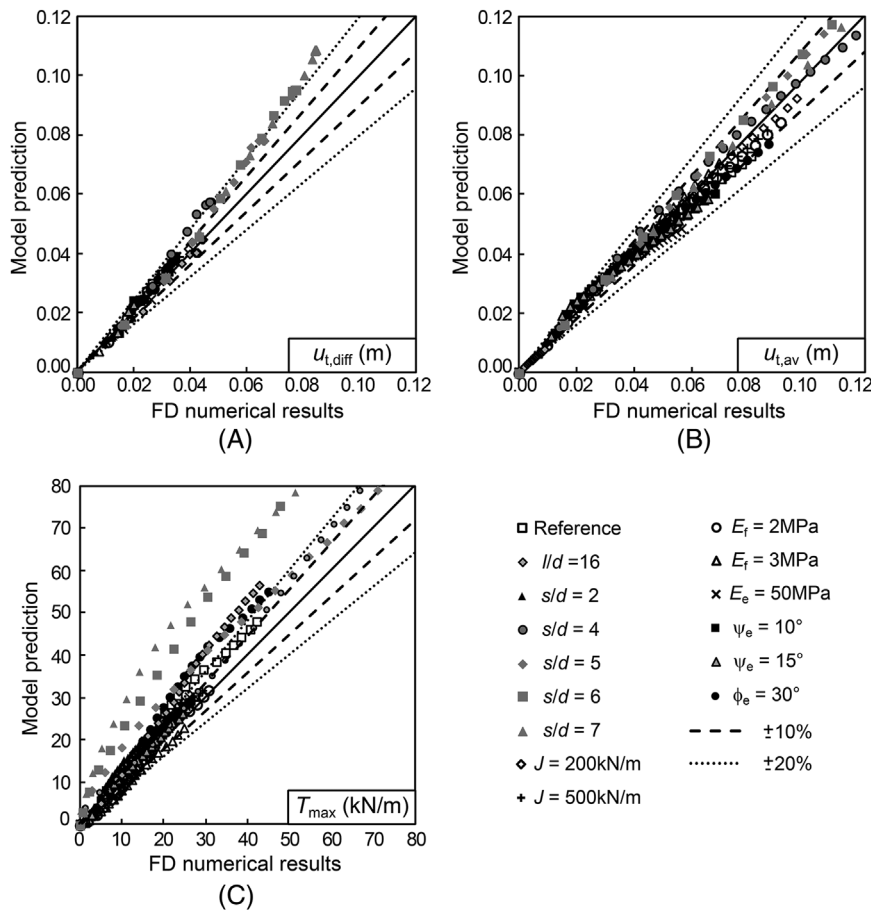 0.12
0.10
0.08
0.06
0.04
0.02
0.00
Model prediction
0.00 0.02 0.04 0.06 0.08 0.10 0.12
FD numerical results
u_t,diff (m)
(A)
0.12
0.10
0.08
0.06
0.04
0.02
0.00
Model prediction
0.00 0.02 0.04 0.06 0.08 0.10 0.12
FD numerical results
u_t,av (m)
(B)
80
70
60
50
40
30
20
10
0
Model prediction
0 10 20 30 40 50 60 70 80
FD numerical results
T_max (kN/m)
(C)
Reference
l/d =16
s/d = 2
s/d = 4
s/d = 5
s/d = 6
s/d = 7
J = 200kN/m
J = 500kN/m
E_f = 2MPa
E_f = 3MPa
E_e = 50MPa
ψ_e = 10°
ψ_e = 15°
ϕ_e = 30°
±10%
±20%